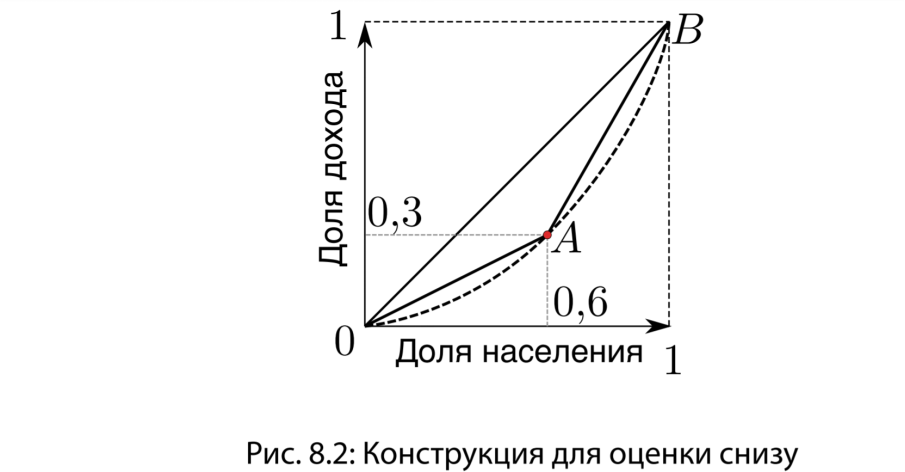 1
B
Доля дохода
0,3
A
0,6
0
Доля населения
1
Рис. 8.2: Конструкция для оценки снизу